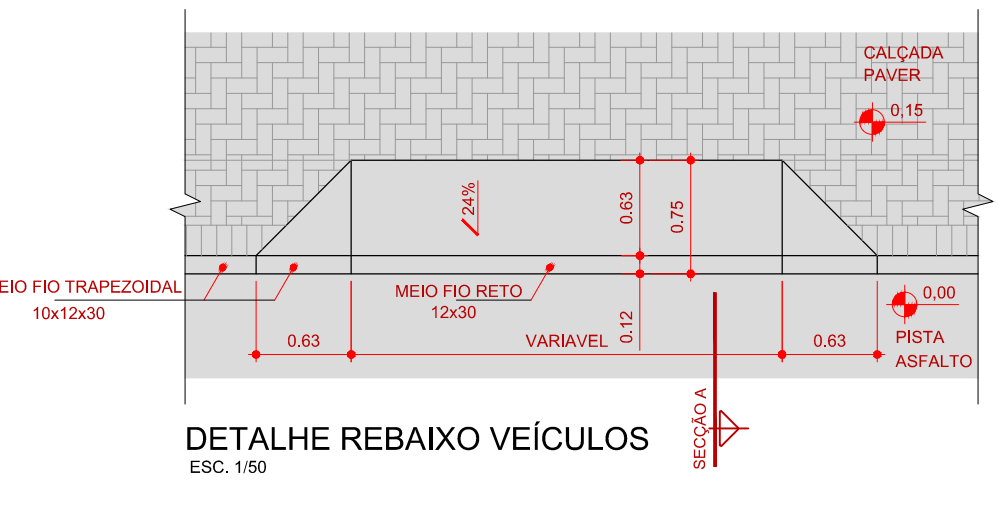 CALÇADA
PAVER
0,15
24%
0.63
0.75
EIO FIO TRAPEZOIDAL
10x12x30
MEIO FIO RETO
12x30
0,00
0.63
VARIAVEL
0.12
0.63
PISTA
ASFALTO
SECÇÃO A
DETALHE REBAIXO VEÍCULOS
ESC. 1/50